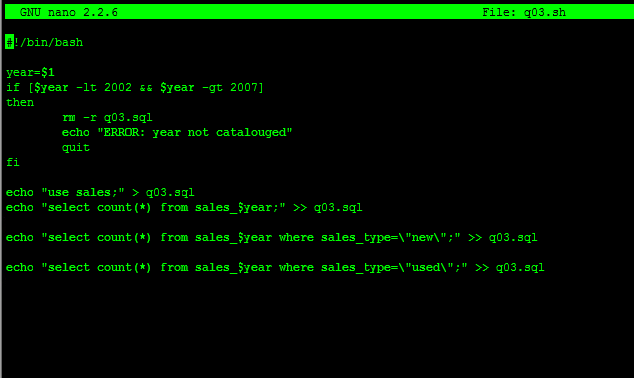 GNU nano 2.2.6 File: q03.sh
#!/bin/bash
year=$1
if [$year -lt 2002 && $year -gt 2007]
then
rm -r q03.sql
echo "ERROR: year not catalouged"
quit
fi
echo "use sales;" > q03.sql
echo "select count(*) from sales_$year;" >> q03.sql
echo "select count(*) from sales_$year where sales_type=\"new\";" >> q03.sql
echo "select count(*) from sales_$year where sales_type=\"used\";" >> q03.sql